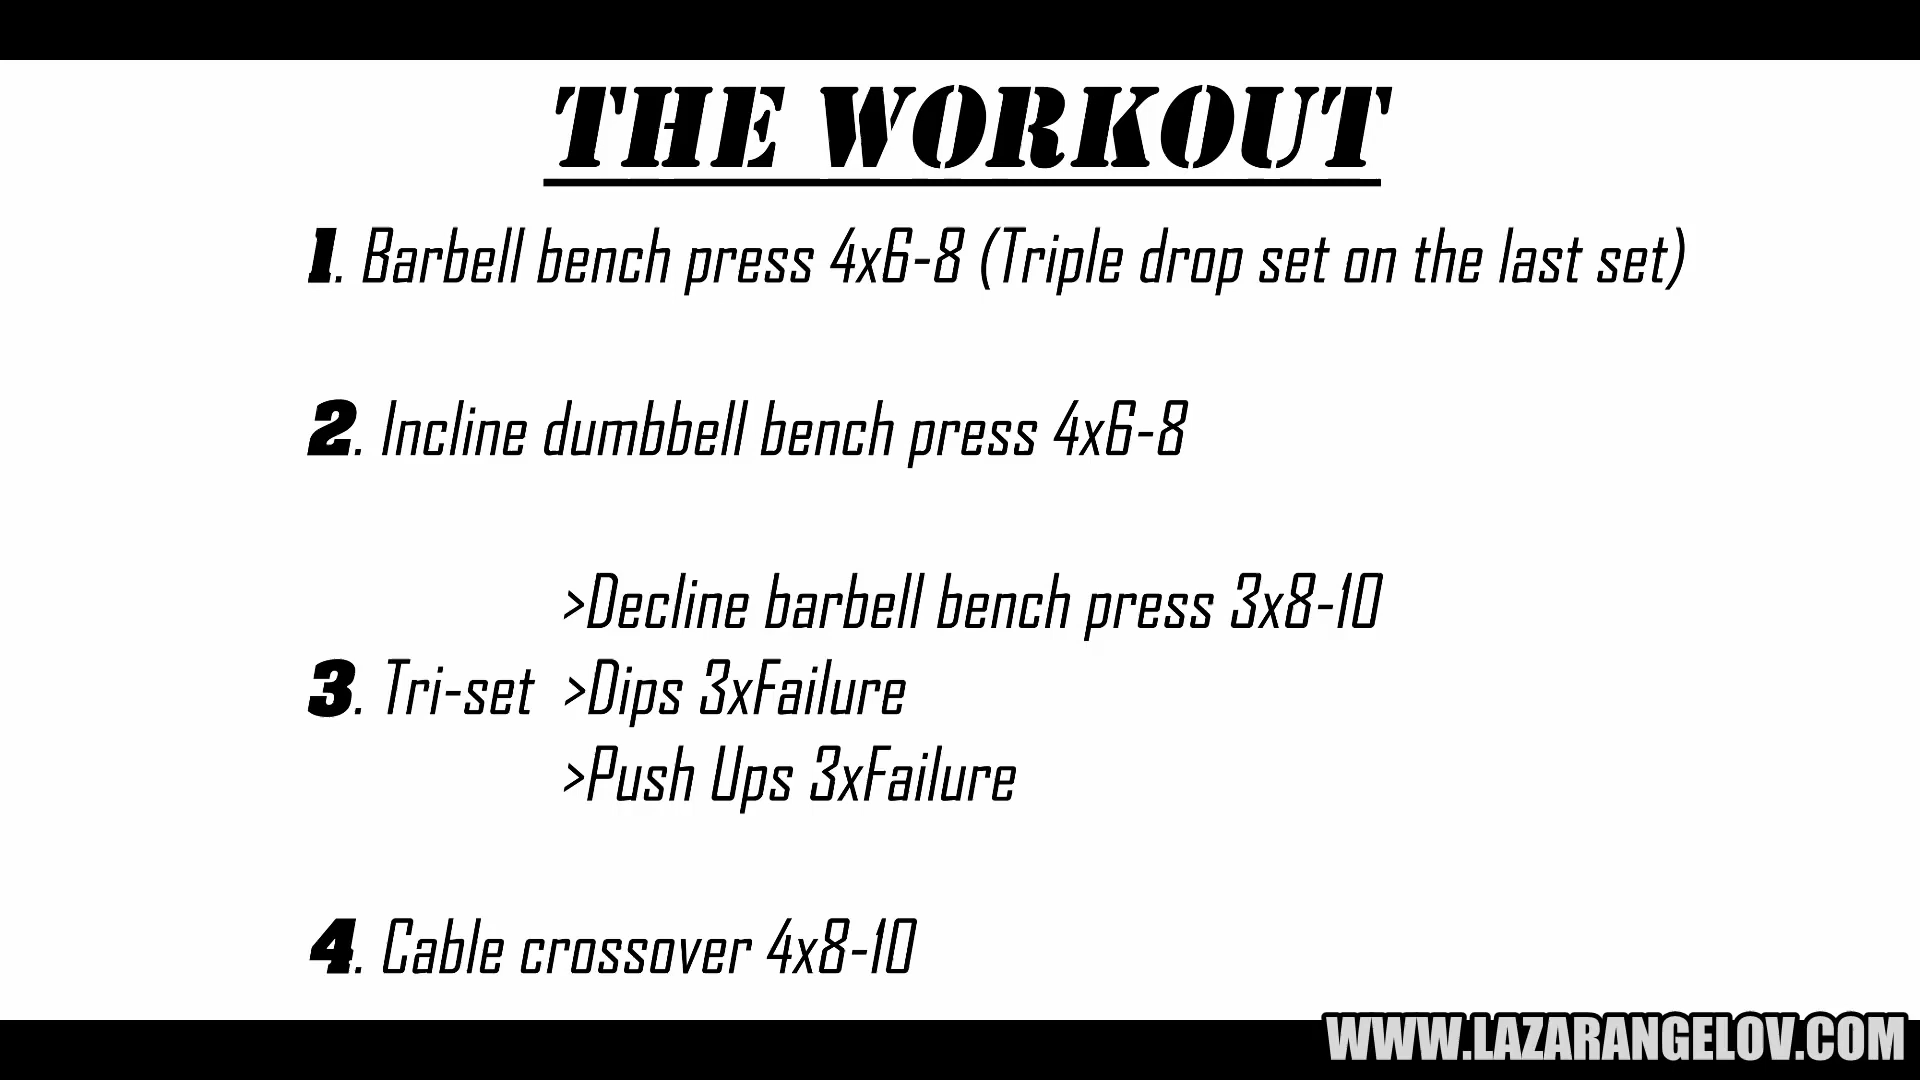 THE WORKOUT
1. Barbell bench press 4x6-8 (Triple drop set on the last set)
2. Incline dumbbell bench press 4x6-8
>Decline barbell bench press 3x8-10
3. Tri-set >Dips 3xFailure
>Push Ups 3xFailure
4. Cable crossover 4x8-10
WWW.LAZARANGELOV.COM